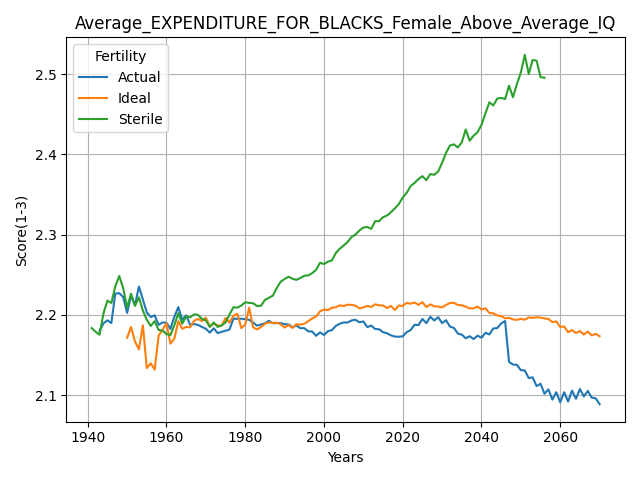 Average_EXPENDITURE_FOR_BLACKS_Female_Above_Average_IQ
Fertility
Actual
Ideal
Sterile
Score(1-3)
2.5
2.4
2.3
2.2
2.1
1940 1960 1980 2000 2020 2040 2060
Years